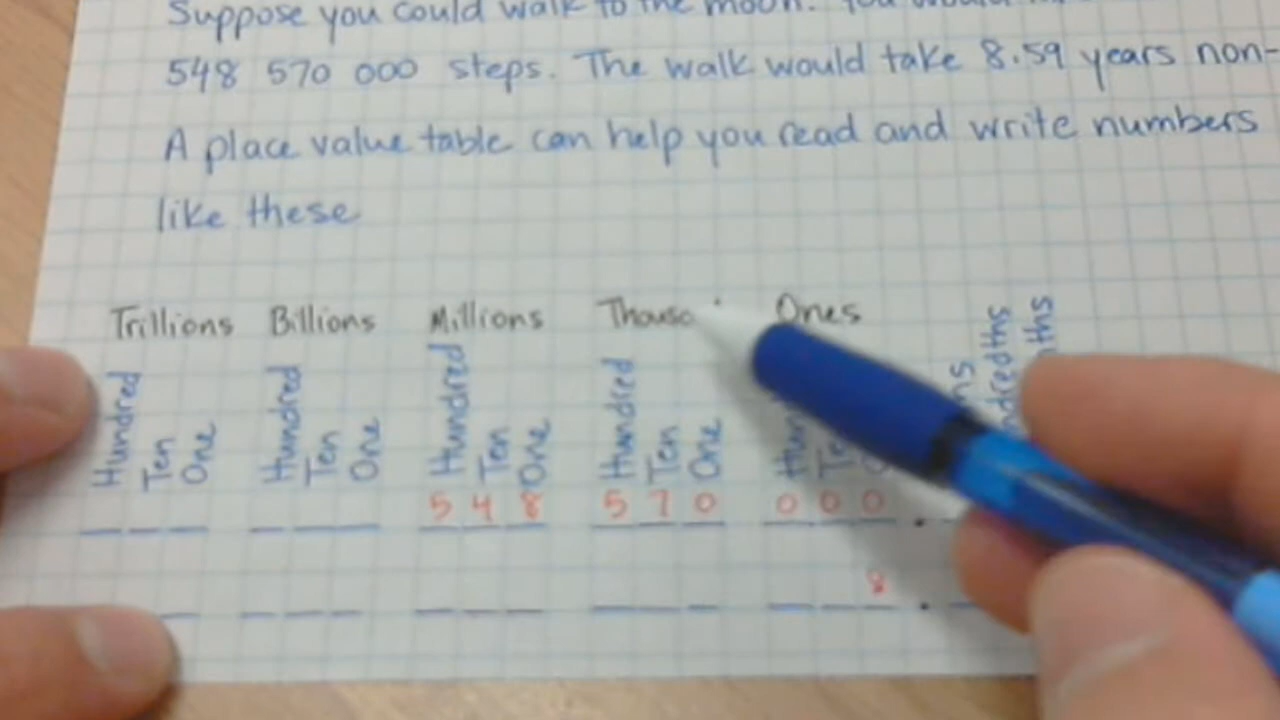 Suppose you could walk to the moon. You would
548 570 000 steps. The walk would take 8.59 years non-
A place value table can help you read and write numbers
like these
Trillions Billions Millions Ones
Hundred Ten One Hundred Ten One Hundred Ten One Hundred Ten One
5 4 8 5 7 0 0 0 0 .
8 .